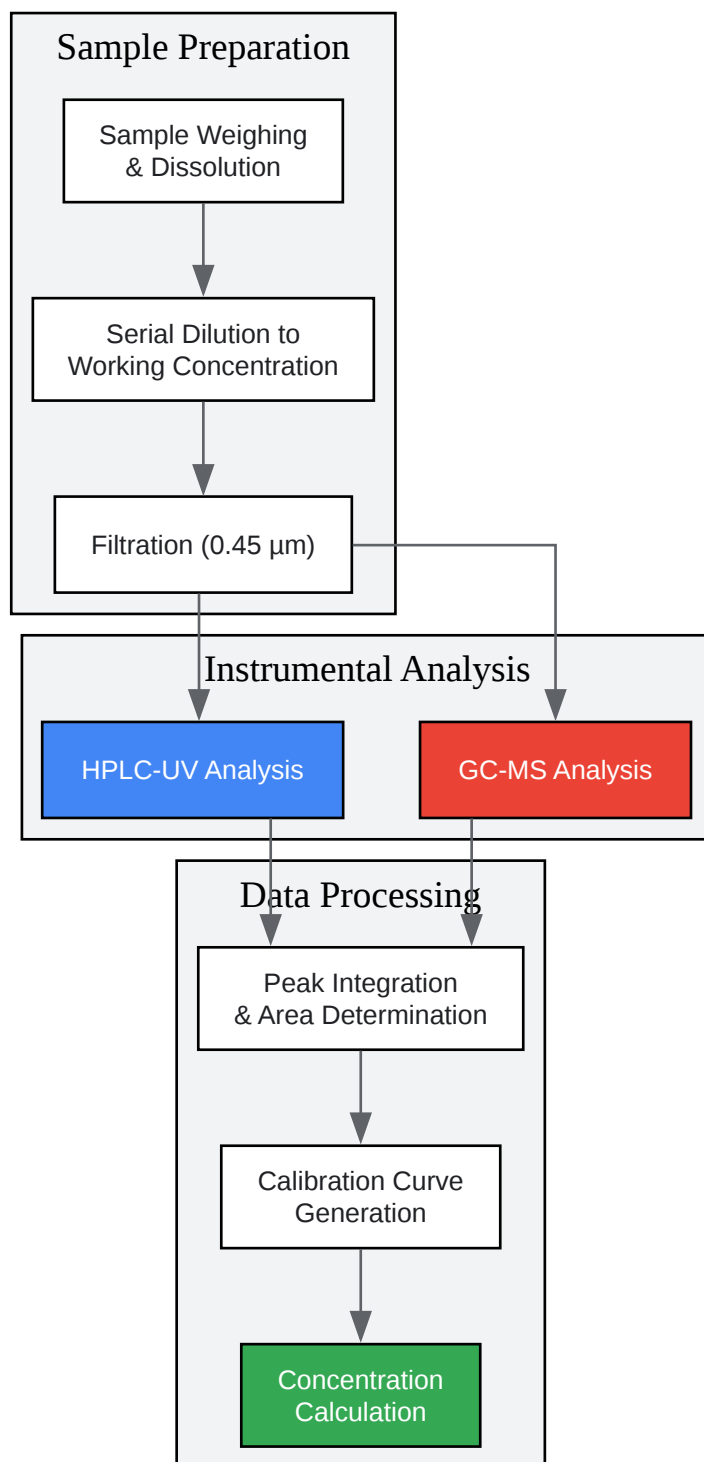 Sample Preparation
Sample Weighing
& Dissolution
Serial Dilution to
Working Concentration
Filtration (0.45 µm)
Instrumental Analysis
HPLC-UV Analysis
GC-MS Analysis
Data Processing
Peak Integration
& Area Determination
Calibration Curve
Generation
Concentration
Calculation